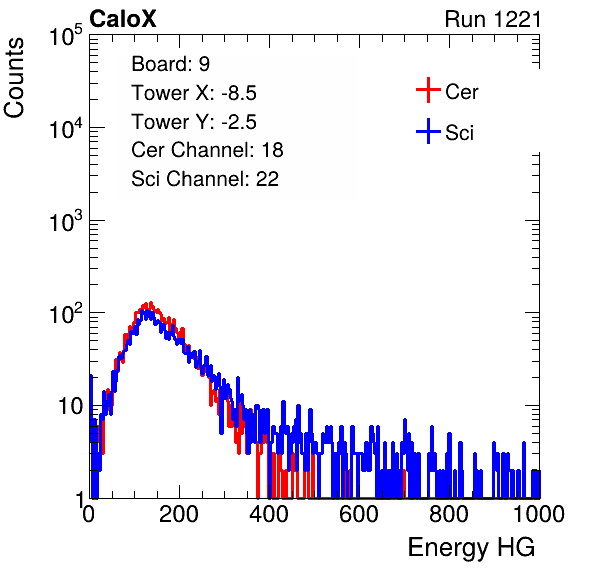 CaloX Run 1221
Counts
10^5
10^4
10^3
10^2
10
1
Board: 9
Tower X: -8.5
Tower Y: -2.5
Cer Channel: 18
Sci Channel: 22
Cer
Sci
0 200 400 600 800 1000
Energy HG